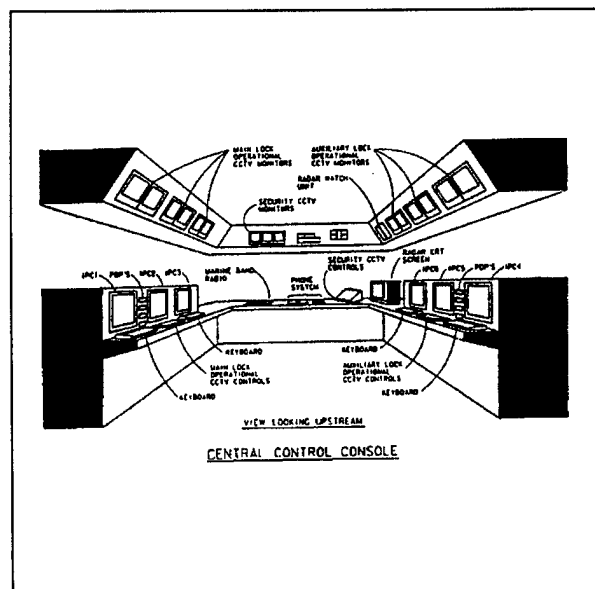 MAIN LOCK
OPERATIONAL
CCTV MONITORS
AUXILIARY LOCK
OPERATIONAL
CCTV MONITORS
RADAR WATCH
UNIT
SECURITY CCTV
MONITORS
SECURITY CCTV
CONTROLS
RADAR CRT
SCREEN
MARINE BAND
RADIO
PHONE
SYSTEM
IPC1
PDP'S
IPC2
IPC3
IPC6
IPC5
PDP'S
IPC4
KEYBOARD
MAIN LOCK
OPERATIONAL
CCTV CONTROLS
KEYBOARD
KEYBOARD
AUXILIARY LOCK
OPERATIONAL
CCTV CONTROLS
KEYBOARD
VIEW LOOKING UPSTREAM
CENTRAL CONTROL CONSOLE